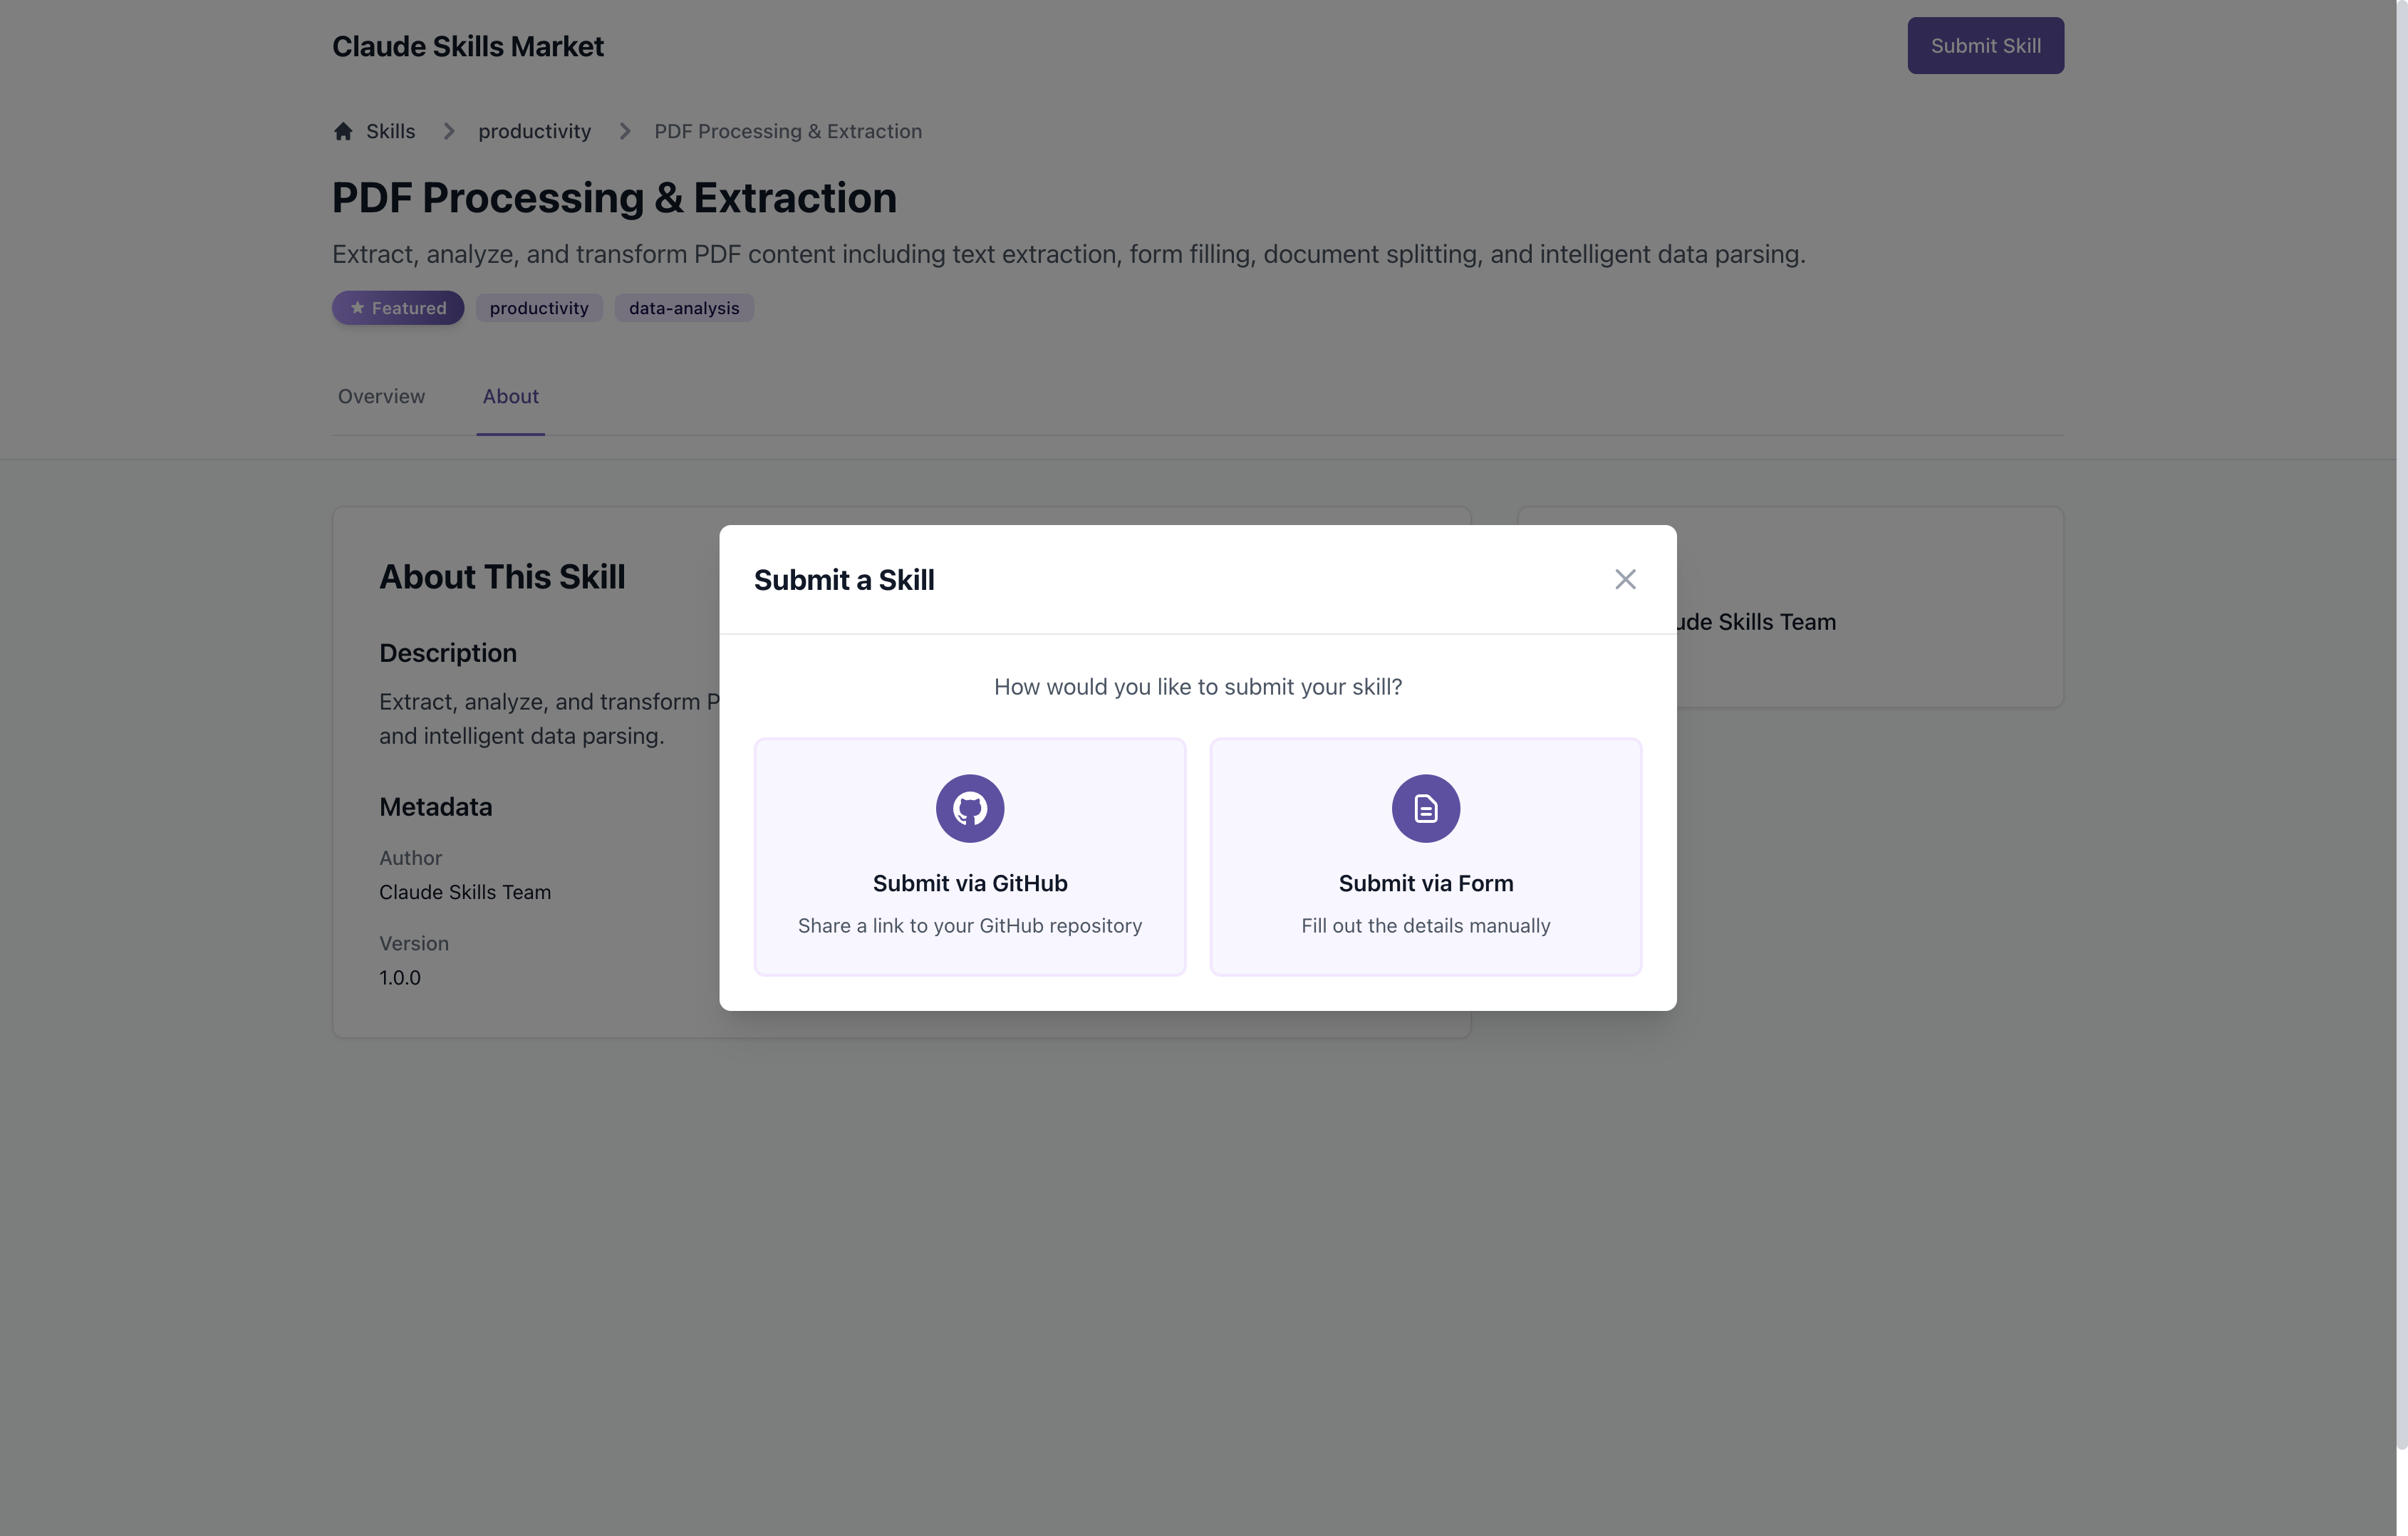 Claude Skills Market
Submit Skill
Skills
productivity
PDF Processing & Extraction
PDF Processing & Extraction
Extract, analyze, and transform PDF content including text extraction, form filling, document splitting, and intelligent data parsing.
Featured
productivity
data-analysis
Overview
About
About This Skill
Description
Extract, analyze, and transform P
and intelligent data parsing.
Metadata
Author
Claude Skills Team
Version
1.0.0
Submit a Skill
How would you like to submit your skill?
Submit via GitHub
Share a link to your GitHub repository
Submit via Form
Fill out the details manually
ude Skills Team